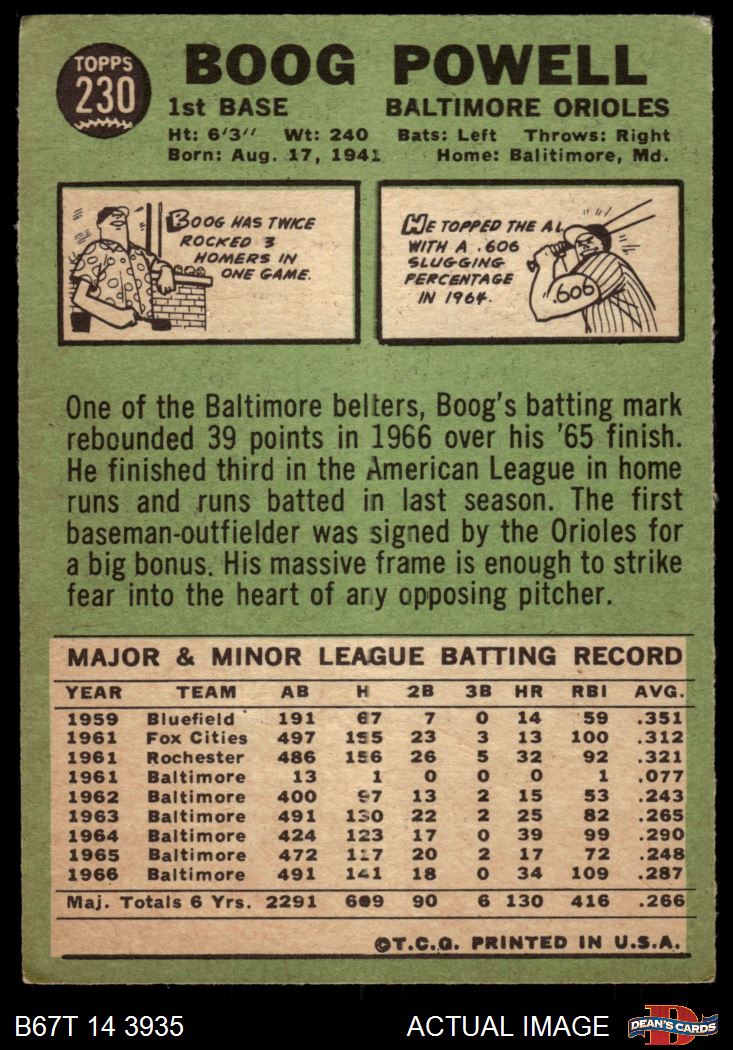 TOPPS
230
BOOG POWELL
1st BASE BALTIMORE ORIOLES
Ht: 6'3" Wt: 240 Bats: Left Throws: Right
Born: Aug. 17, 1941 Home: Balitimore, Md.
BOOG HAS TWICE
ROCKED 3
HOMERS IN
ONE GAME.
HE TOPPED THE AL
WITH A .606
SLUGGING
PERCENTAGE
IN 1964.
.606
One of the Baltimore belters, Boog's batting mark
rebounded 39 points in 1966 over his '65 finish.
He finished third in the American League in home
runs and runs batted in last season. The first
baseman-outfielder was signed by the Orioles for
a big bonus. His massive frame is enough to strike
fear into the heart of any opposing pitcher.
MAJOR & MINOR LEAGUE BATTING RECORD
YEAR TEAM AB H 2B 3B HR RBI AVG.
1959 Bluefield 191 67 7 0 14 59 .351
1961 Fox Cities 497 155 23 3 13 100 .312
1961 Rochester 486 156 26 5 32 92 .321
1961 Baltimore 13 1 0 0 0 1 .077
1962 Baltimore 400 97 13 2 15 53 .243
1963 Baltimore 491 130 22 2 25 82 .265
1964 Baltimore 424 123 17 0 39 99 .290
1965 Baltimore 472 117 20 2 17 72 .248
1966 Baltimore 491 141 18 0 34 109 .287
Maj. Totals 6 Yrs. 2291 609 90 6 130 416 .266
©T.C.G. PRINTED IN U.S.A.
B67T 14 3935 ACTUAL IMAGE DEAN'S CARDS